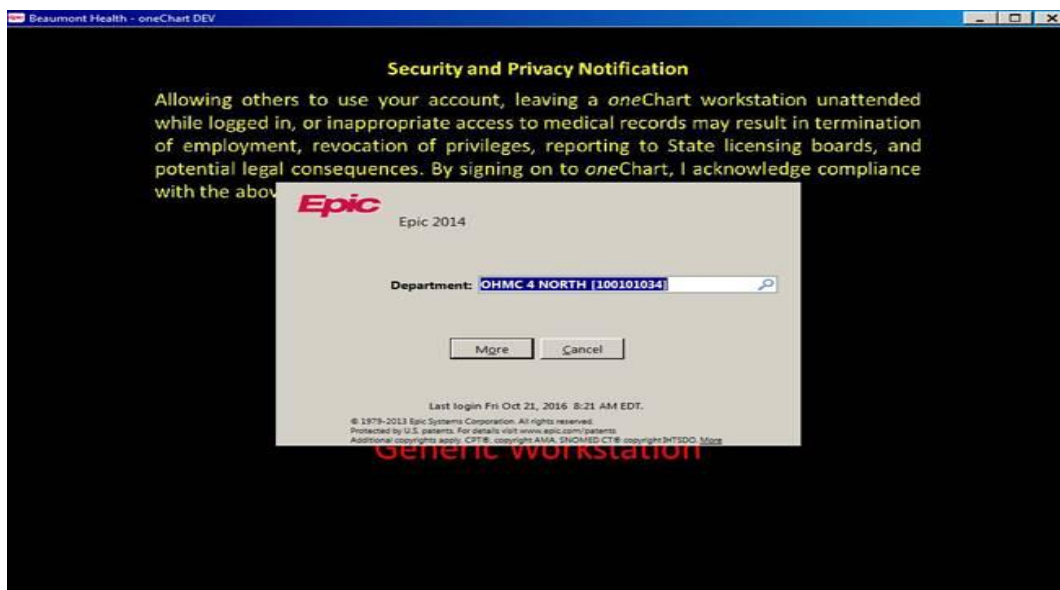 Epic Beaumont Health - oneChart DEV
Security and Privacy Notification
Allowing others to use your account, leaving a oneChart workstation unattended
while logged in, or inappropriate access to medical records may result in termination
of employment, revocation of privileges, reporting to State licensing boards, and
potential legal consequences. By signing on to oneChart, I acknowledge compliance
with the abov
Epic
Epic 2014
Department: OHMC 4 NORTH [100101034]
More Cancel
Last login Fri Oct 21, 2016 8:21 AM EDT.
© 1979-2013 Epic Systems Corporation. All rights reserved.
Protected by U.S. patents. For details visit www.epic.com/patents
Additional copyrights apply. CPT®, copyright AMA. SNOMED CT® copyright IHTSDO. More
Generic Workstation